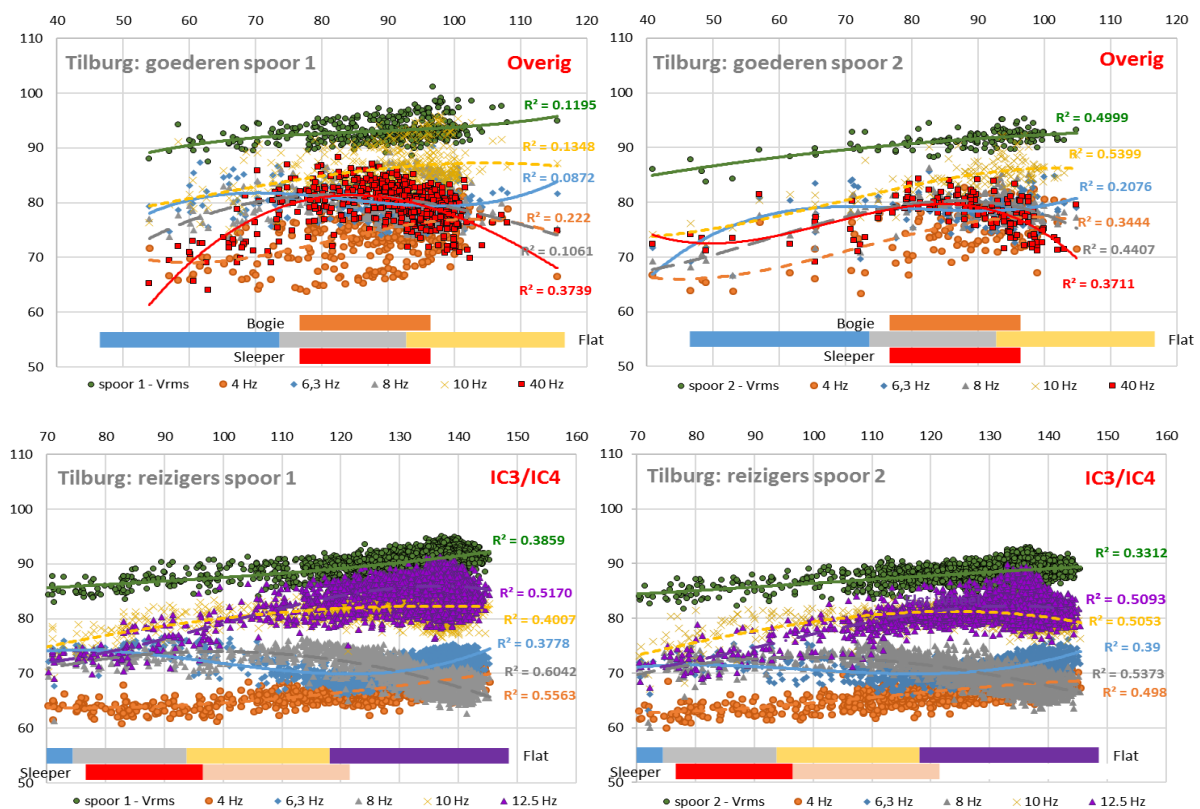 40 50 60 70 80 90 100 110 120
110
100
90
80
70
60
50
Tilburg: goederen spoor 1
Overig
R² = 0.1195
R² = 0.1348
R² = 0.0872
R² = 0.222
R² = 0.1061
R² = 0.3739
Bogie
Flat
Sleeper
spoor 1 - Vrms 4 Hz 6,3 Hz 8 Hz 10 Hz 40 Hz
40 50 60 70 80 90 100 110 120
110
100
90
80
70
60
50
Tilburg: goederen spoor 2
Overig
R² = 0.4999
R² = 0.5399
R² = 0.2076
R² = 0.3444
R² = 0.4407
R² = 0.3711
Bogie
Flat
Sleeper
spoor 2 - Vrms 4 Hz 6,3 Hz 8 Hz 10 Hz 40 Hz
70 80 90 100 110 120 130 140 150 160
110
100
90
80
70
60
50
Tilburg: reizigers spoor 1
IC3/IC4
R² = 0.3859
R² = 0.5170
R² = 0.4007
R² = 0.3778
R² = 0.6042
R² = 0.5563
Flat
Sleeper
spoor 1 - Vrms 4 Hz 6,3 Hz 8 Hz 10 Hz 12.5 Hz
70 80 90 100 110 120 130 140 150 160
110
100
90
80
70
60
50
Tilburg: reizigers spoor 2
IC3/IC4
R² = 0.3312
R² = 0.5093
R² = 0.5053
R² = 0.39
R² = 0.5373
R² = 0.498
Flat
Sleeper
spoor 2 - Vrms 4 Hz 6,3 Hz 8 Hz 10 Hz 12.5 Hz